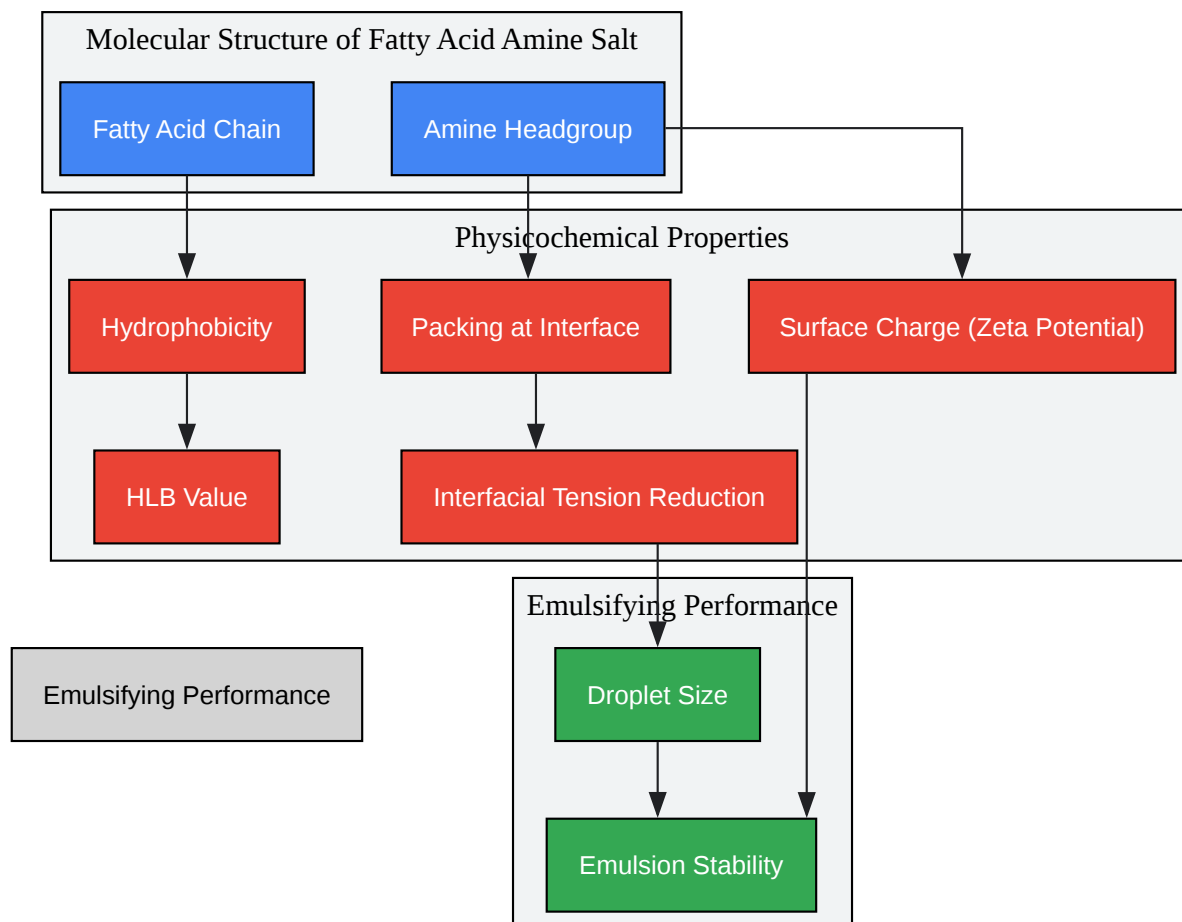 Molecular Structure of Fatty Acid Amine Salt
Fatty Acid Chain
Amine Headgroup
Physicochemical Properties
Hydrophobicity
Packing at Interface
Surface Charge (Zeta Potential)
HLB Value
Interfacial Tension Reduction
Emulsifying Performance
Emulsifying Performance
Droplet Size
Emulsion Stability